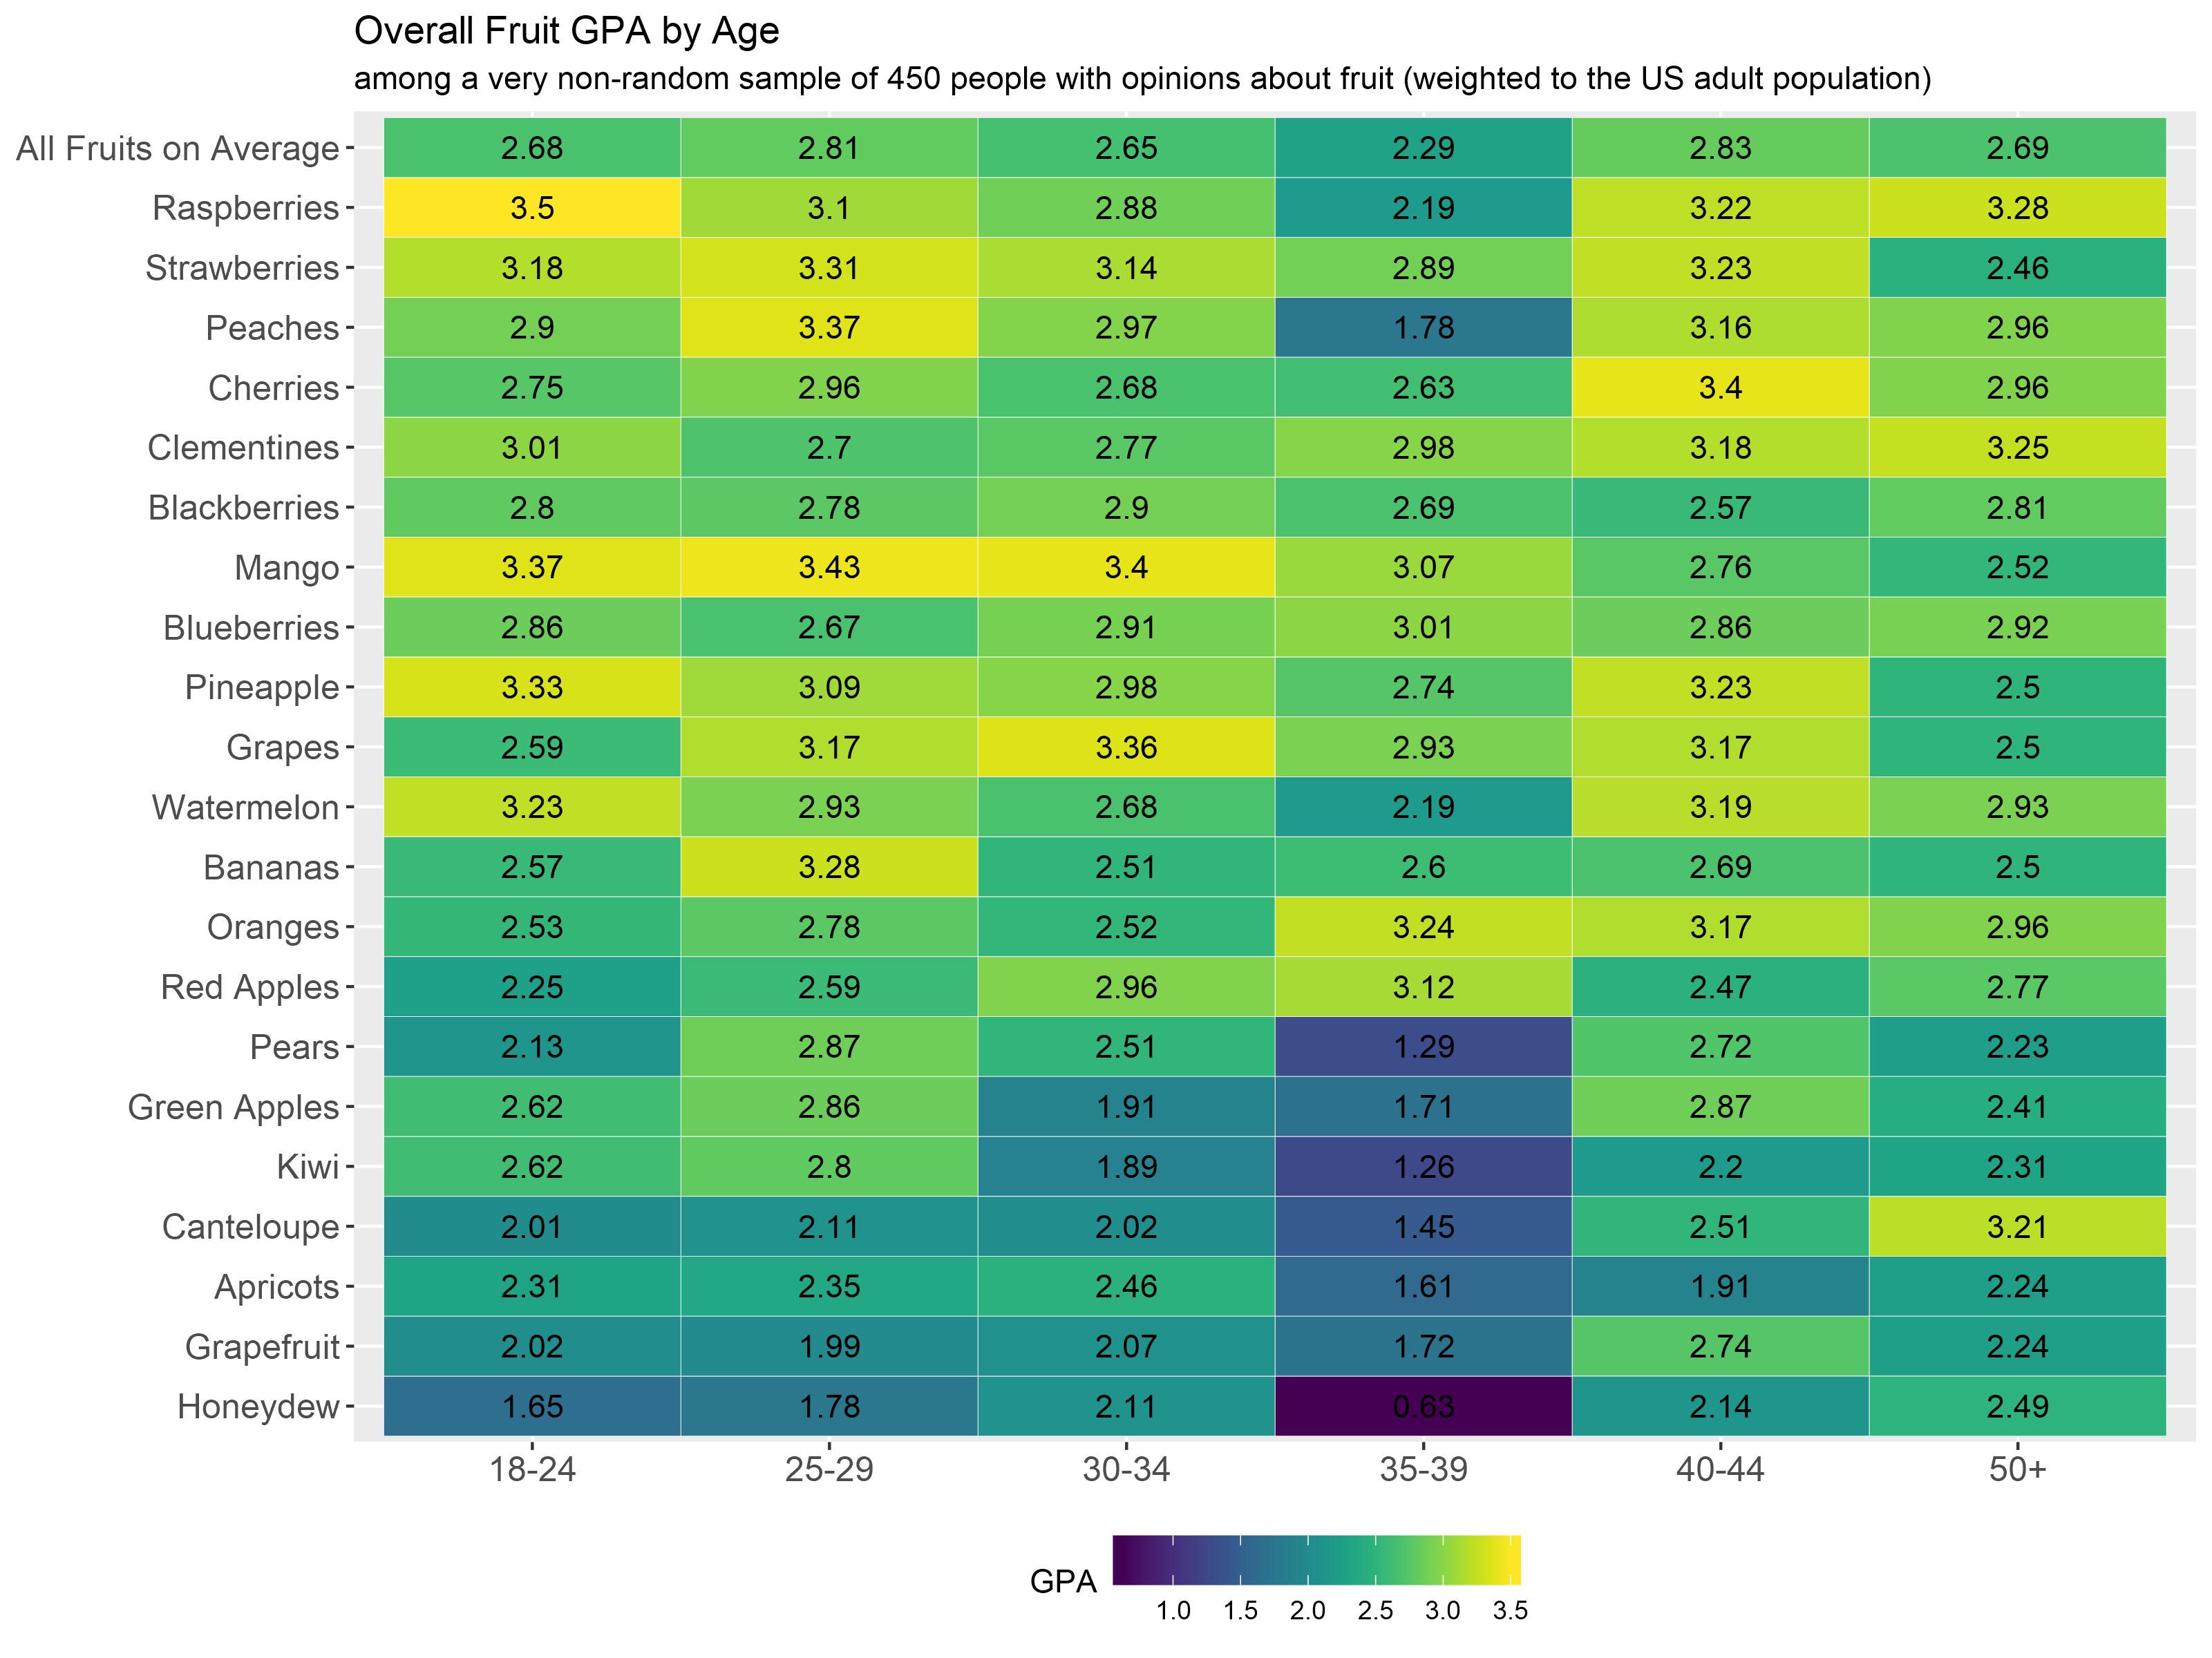 Overall Fruit GPA by Age
among a very non-random sample of 450 people with opinions about fruit (weighted to the US adult population)
All Fruits on Average 2.68 2.81 2.65 2.29 2.83 2.69
Raspberries 3.5 3.1 2.88 2.19 3.22 3.28
Strawberries 3.18 3.31 3.14 2.89 3.23 2.46
Peaches 2.9 3.37 2.97 1.78 3.16 2.96
Cherries 2.75 2.96 2.68 2.63 3.4 2.96
Clementines 3.01 2.7 2.77 2.98 3.18 3.25
Blackberries 2.8 2.78 2.9 2.69 2.57 2.81
Mango 3.37 3.43 3.4 3.07 2.76 2.52
Blueberries 2.86 2.67 2.91 3.01 2.86 2.92
Pineapple 3.33 3.09 2.98 2.74 3.23 2.5
Grapes 2.59 3.17 3.36 2.93 3.17 2.5
Watermelon 3.23 2.93 2.68 2.19 3.19 2.93
Bananas 2.57 3.28 2.51 2.6 2.69 2.5
Oranges 2.53 2.78 2.52 3.24 3.17 2.96
Red Apples 2.25 2.59 2.96 3.12 2.47 2.77
Pears 2.13 2.87 2.51 1.29 2.72 2.23
Green Apples 2.62 2.86 1.91 1.71 2.87 2.41
Kiwi 2.62 2.8 1.89 1.26 2.2 2.31
Canteloupe 2.01 2.11 2.02 1.45 2.51 3.21
Apricots 2.31 2.35 2.46 1.61 1.91 2.24
Grapefruit 2.02 1.99 2.07 1.72 2.74 2.24
Honeydew 1.65 1.78 2.11 0.63 2.14 2.49
18-24 25-29 30-34 35-39 40-44 50+
GPA
1.0 1.5 2.0 2.5 3.0 3.5